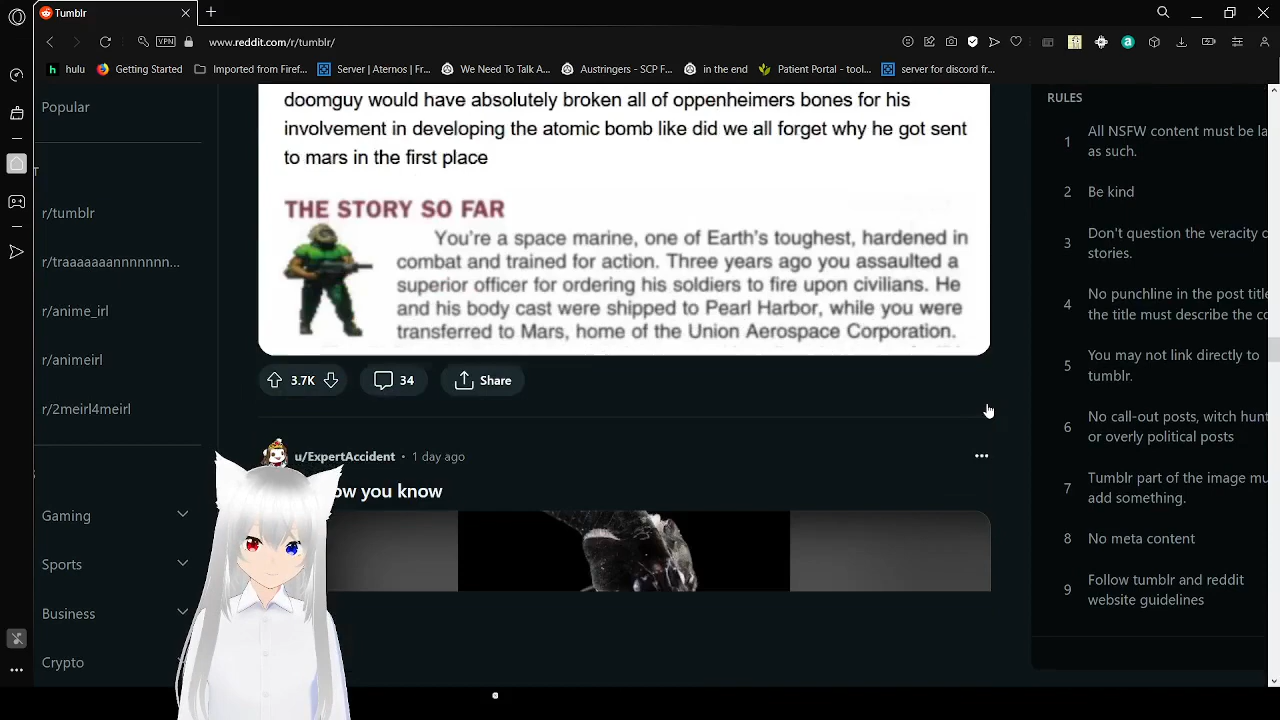 Tumblr
VPN
www.reddit.com/r/tumblr/
hulu
Getting Started
Imported from Firef...
Server | Aternos | Fr...
We Need To Talk A...
Austringers - SCP F...
in the end
Patient Portal - tool...
server for discord fr...
Popular
r/tumblr
r/traaaaaaannnnnnn...
r/anime_irl
r/animeirl
r/2meirl4meirl
Gaming
Sports
Business
Crypto
doomguy would have absolutely broken all of oppenheimers bones for his
involvement in developing the atomic bomb like did we all forget why he got sent
to mars in the first place
THE STORY SO FAR
You're a space marine, one of Earth's toughest, hardened in
combat and trained for action. Three years ago you assaulted a
superior officer for ordering his soldiers to fire upon civilians. He
and his body cast were shipped to Pearl Harbor, while you were
transferred to Mars, home of the Union Aerospace Corporation.
3.7K
34
Share
u/ExpertAccident • 1 day ago
you know
RULES
1
All NSFW content must be la
as such.
2
Be kind
3
Don't question the veracity
stories.
4
No punchline in the post title
the title must describe the co
5
You may not link directly to
tumblr.
6
No call-out posts, witch hunt
or overly political posts
7
Tumblr part of the image mu
add something.
8
No meta content
9
Follow tumblr and reddit
website guidelines